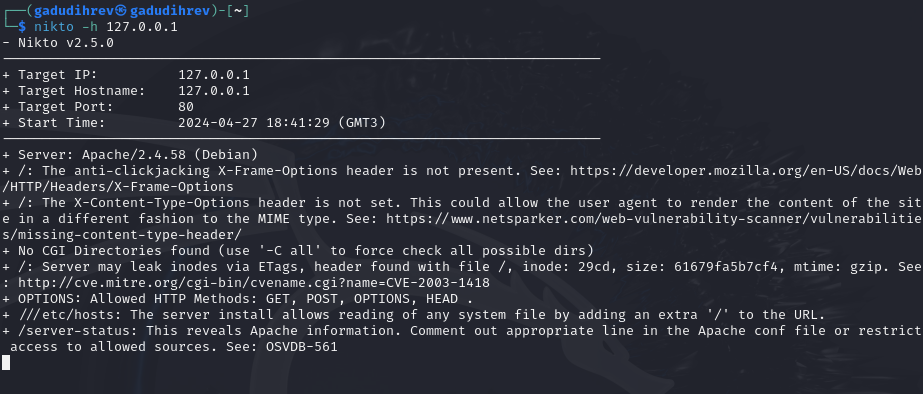 ┌──(gadudihrev㉿gadudihrev)-[~]
└─$ nikto -h 127.0.0.1
- Nikto v2.5.0
---------------------------------------------------------------------------
+ Target IP:          127.0.0.1
+ Target Hostname:    127.0.0.1
+ Target Port:        80
+ Start Time:         2024-04-27 18:41:29 (GMT3)
---------------------------------------------------------------------------
+ Server: Apache/2.4.58 (Debian)
+ /: The anti-clickjacking X-Frame-Options header is not present. See: https://developer.mozilla.org/en-US/docs/Web
/HTTP/Headers/X-Frame-Options
+ /: The X-Content-Type-Options header is not set. This could allow the user agent to render the content of the sit
e in a different fashion to the MIME type. See: https://www.netsparker.com/web-vulnerability-scanner/vulnerabilitie
s/missing-content-type-header/
+ No CGI Directories found (use '-C all' to force check all possible dirs)
+ /: Server may leak inodes via ETags, header found with file /, inode: 29cd, size: 61679fa5b7cf4, mtime: gzip. See
: http://cve.mitre.org/cgi-bin/cvename.cgi?name=CVE-2003-1418
+ OPTIONS: Allowed HTTP Methods: GET, POST, OPTIONS, HEAD .
+ ///etc/hosts: The server install allows reading of any system file by adding an extra '/' to the URL.
+ /server-status: This reveals Apache information. Comment out appropriate line in the Apache conf file or restrict
 access to allowed sources. See: OSVDB-561